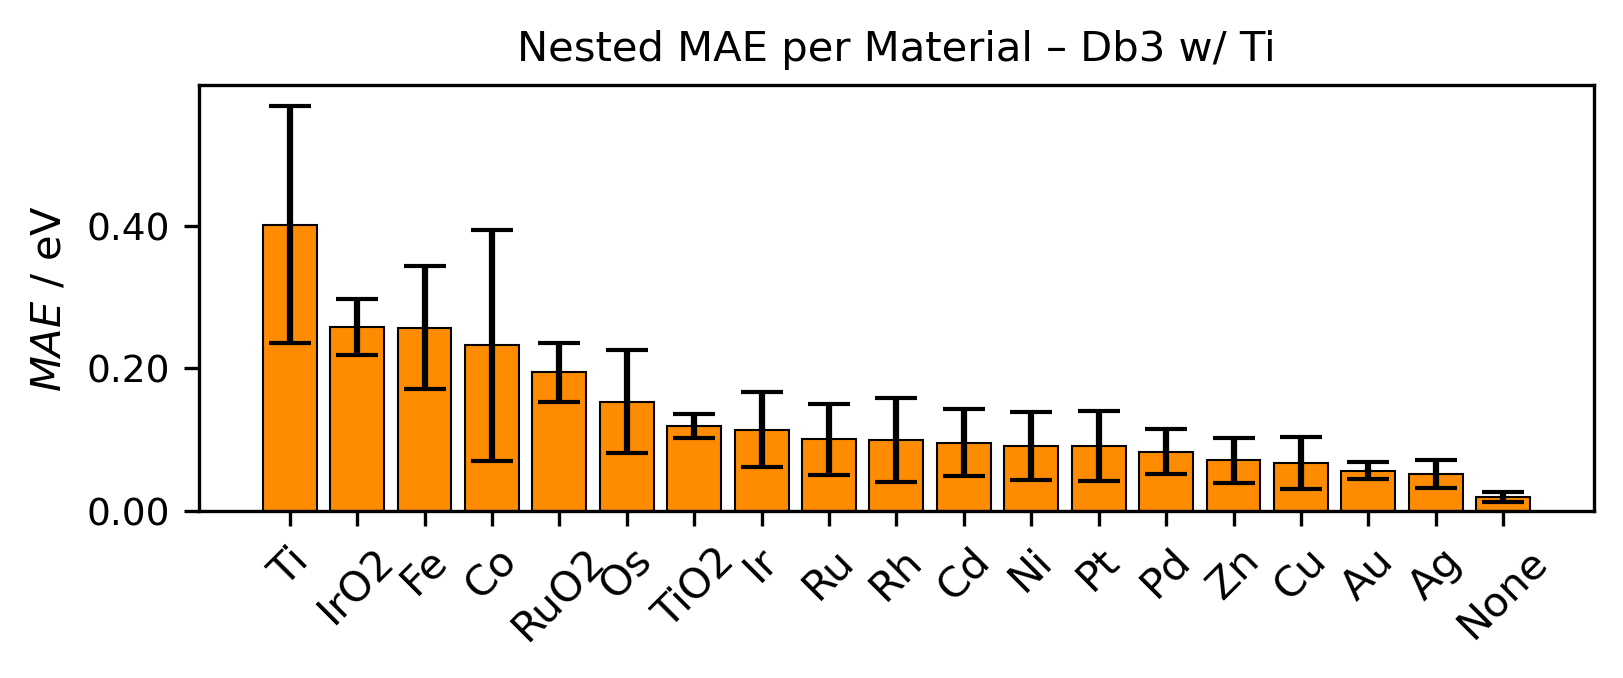 Nested MAE per Material – Db3 w/ Ti
MAE / eV
0.40
0.20
0.00
Ti
IrO2
Fe
Co
RuO2
Os
TiO2
Ir
Ru
Rh
Cd
Ni
Pt
Pd
Zn
Cu
Au
Ag
None